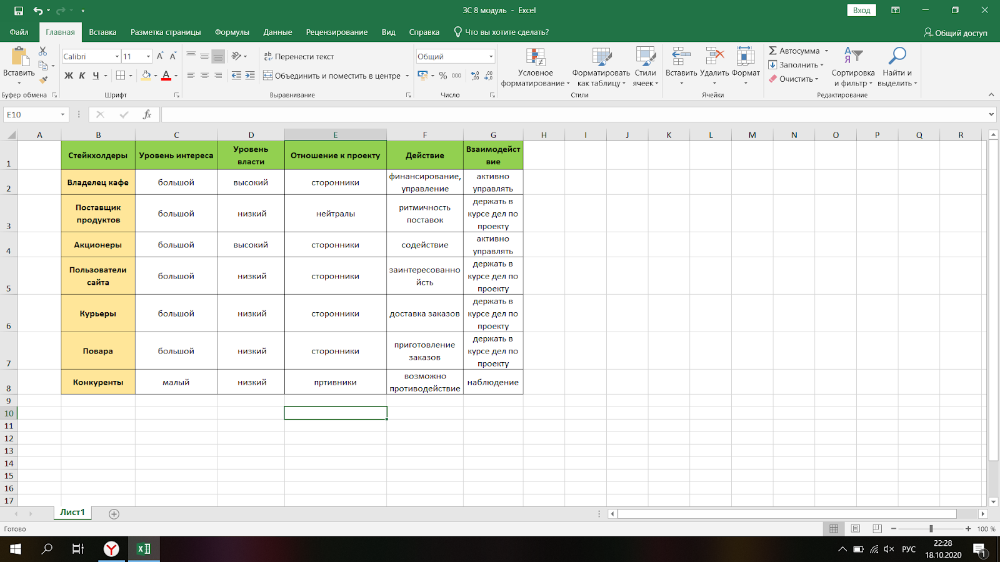 ЗС 8 модуль - Excel
Вход
Файл Главная Вставка Разметка страницы Формулы Данные Рецензирование Вид Справка Что вы хотите сделать? Общий доступ
Вставить
Буфер обмена
Calibri 11
Ж К Ч
Шрифт
Перенести текст
Объединить и поместить в центре
Выравнивание
Общий
% 000
Число
Условное
форматирование
Форматировать
как таблицу
Стили
ячеек
Стили
Вставить Удалить Формат
Ячейки
Автосумма
Заполнить
Очистить
Сортировка
и фильтр
Найти и
выделить
Редактирование
E10 fx
A B C D E F G H I J K L M N O P Q R
1
Стейкхолдеры
Уровень интереса
Уровень
власти
Отношение к проекту
Действие
Взаимодейст
вие
2
Владелец кафе
большой
высокий
сторонники
финансирование,
управление
активно
управлять
3
Поставщик
продуктов
большой
низкий
нейтралы
ритмичность
поставок
держать в
курсе дел по
проекту
4
Акционеры
большой
высокий
сторонники
содействие
активно
управлять
5
Пользователи
сайта
большой
низкий
сторонники
заинтересованно
йсть
держать в
курсе дел по
проекту
6
Курьеры
большой
низкий
сторонники
доставка заказов
держать в
курсе дел по
проекту
7
Повара
большой
низкий
сторонники
приготовление
заказов
держать в
курсе дел по
проекту
8
Конкуренты
малый
низкий
пртивники
возможно
противодействие
наблюдение
9
10
11
12
13
14
15
16
17
Лист1
Готово
100 %
РУС
22:28
18.10.2020
1